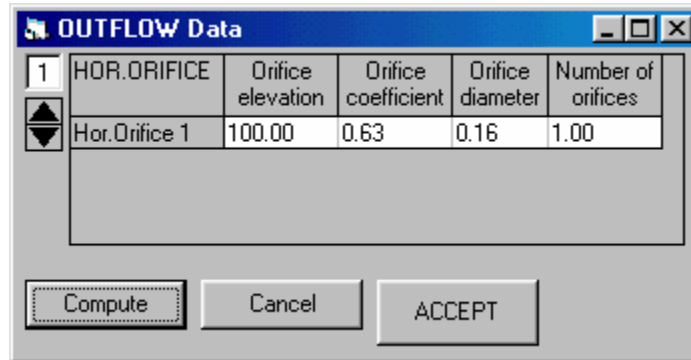 OUTFLOW Data
1
HOR.ORIFICE Orifice elevation Orifice coefficient Orifice diameter Number of orifices
Hor.Orifice 1 100.00 0.63 0.16 1.00
Compute Cancel ACCEPT